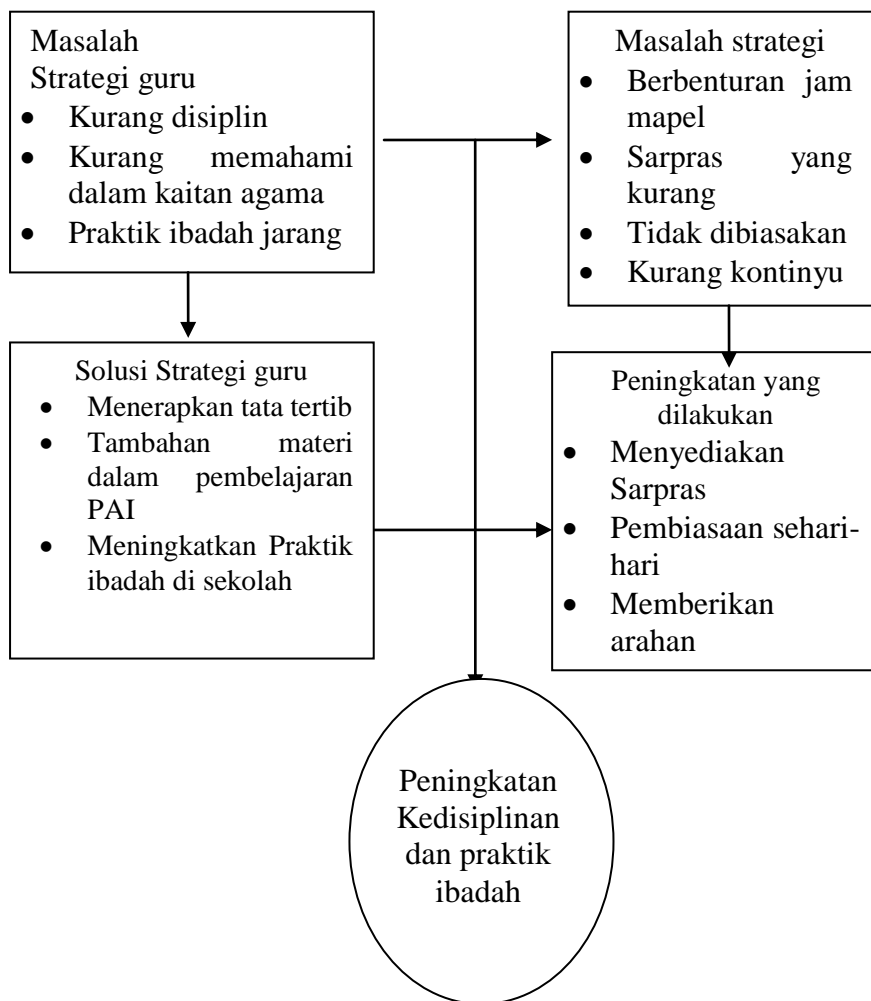 Masalah
Strategi guru
• Kurang disiplin
• Kurang memahami
dalam kaitan agama
• Praktik ibadah jarang
Masalah strategi
• Berbenturan jam
mapel
• Sarpras yang
kurang
• Tidak dibiasakan
• Kurang kontinyu
Solusi Strategi guru
• Menerapkan tata tertib
• Tambahan materi
dalam pembelajaran
PAI
• Meningkatkan Praktik
ibadah di sekolah
Peningkatan yang
dilakukan
• Menyediakan
Sarpras
• Pembiasaan sehari-
hari
• Memberikan
arahan
Peningkatan
Kedisiplinan
dan praktik
ibadah